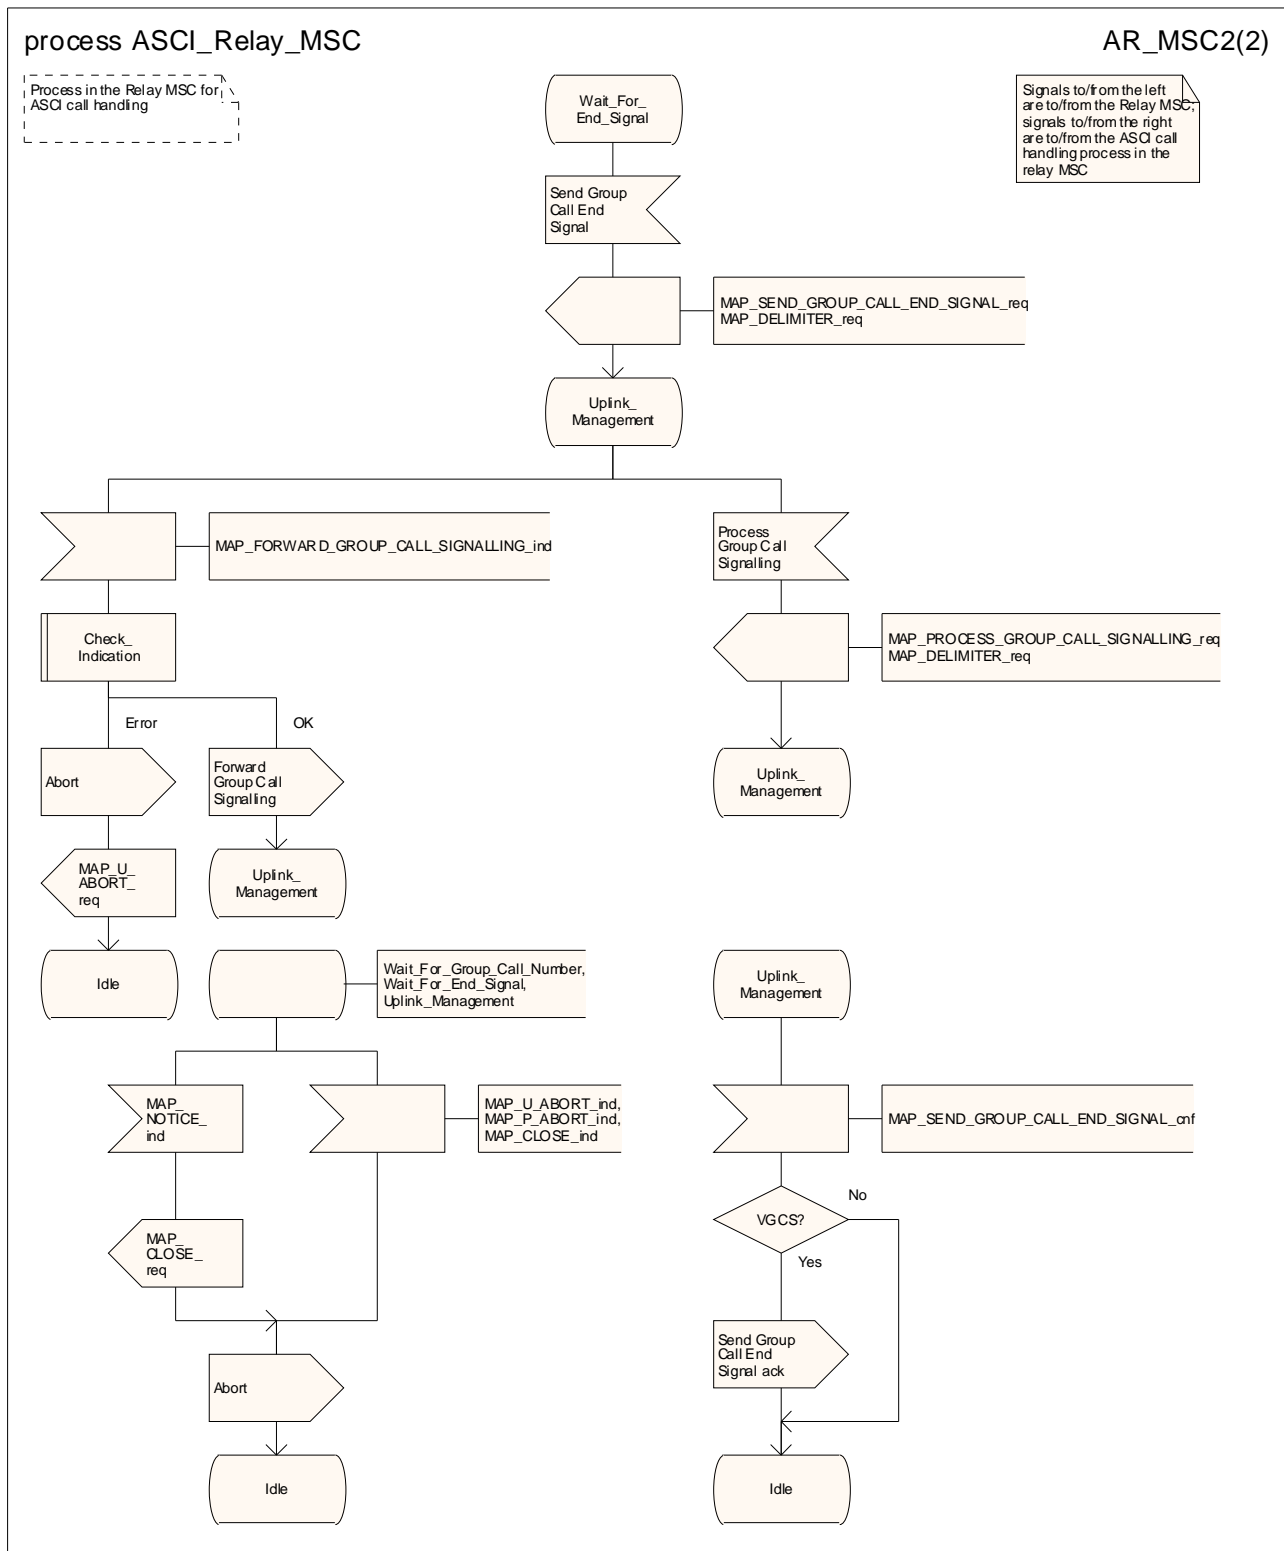 process ASCI_Relay_MSC
AR_MSC2(2)
Process in the Relay MSC for
ASCI call handling
Wait_For_
End_Signal
Signals to/from the left
are to/from the Relay MSC;
signals to/from the right
are to/from the ASCI call
handling process in the
relay MSC
Send Group
Call End
Signal
MAP_SEND_GROUP_CALL_END_SIGNAL_req
MAP_DELIMITER_req
Uplink_
Management
MAP_FORWARD_GROUP_CALL_SIGNALLING_ind
Process
Group Call
Signalling
Check_
Indication
MAP_PROCESS_GROUP_CALL_SIGNALLING_req
MAP_DELIMITER_req
Error
OK
Abort
Forward
Group Call
Signalling
Uplink_
Management
MAP_U_
ABORT_
req
Uplink_
Management
Idle
Wait_For_Group_Call_Number,
Wait_For_End_Signal,
Uplink_Management
Uplink_
Management
MAP_
NOTICE_
ind
MAP_U_ABORT_ind,
MAP_P_ABORT_ind,
MAP_CLOSE_ind
MAP_SEND_GROUP_CALL_END_SIGNAL_cnf
No
VGCS?
Yes
MAP_
CLOSE_
req
Send Group
Call End
Signal ack
Abort
Idle
Idle